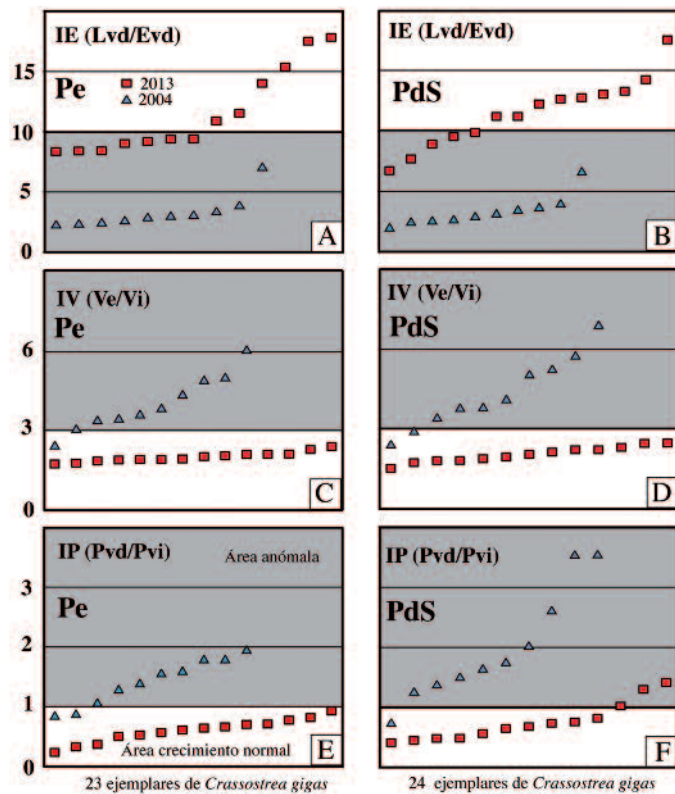 IE (Lvd/Evd)
Pe
2013
2004
15
10
5
0
A
IE (Lvd/Evd)
PdS
B
IV (Ve/Vi)
Pe
6
3
0
C
IV (Ve/Vi)
PdS
D
IP (Pvd/Pvi)
Área anómala
Pe
3
2
1
0
Área crecimiento normal
E
IP (Pvd/Pvi)
PdS
F
23 ejemplares de Crassostrea gigas
24 ejemplares de Crassostrea gigas